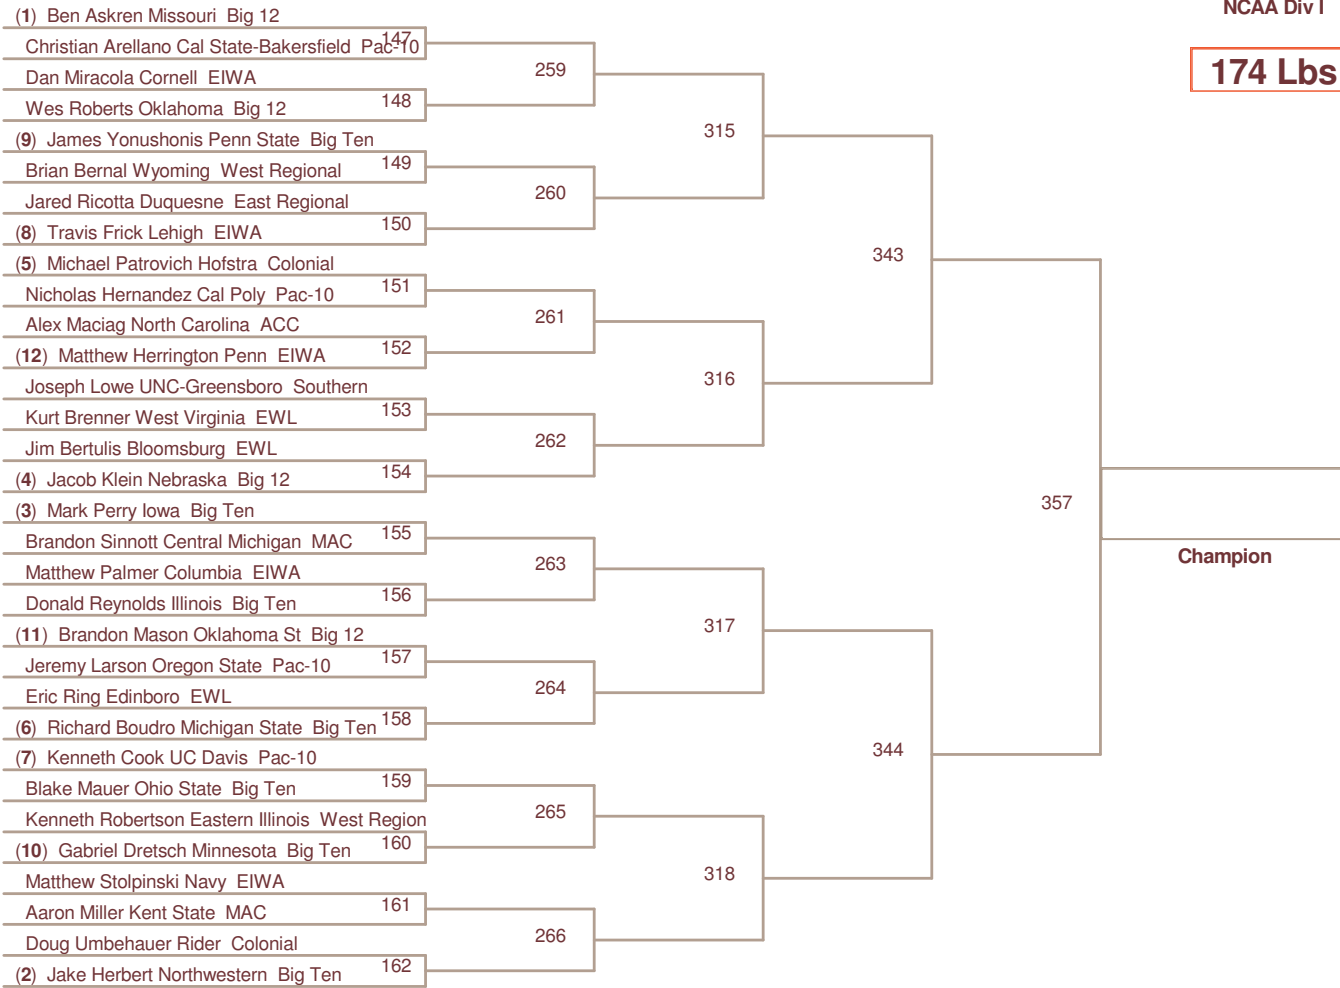 (1) Ben Askren Missouri Big 12
NCAA Div I
Christian Arellano Cal State-Bakersfield Pac-10
147
174 Lbs
259
Dan Miracola Cornell EIWA
Wes Roberts Oklahoma Big 12
148
315
(9) James Yonushonis Penn State Big Ten
Brian Bernal Wyoming West Regional
149
260
Jared Ricotta Duquesne East Regional
(8) Travis Frick Lehigh EIWA
150
343
(5) Michael Patrovich Hofstra Colonial
Nicholas Hernandez Cal Poly Pac-10
151
261
Alex Maciag North Carolina ACC
(12) Matthew Herrington Penn EIWA
152
316
Joseph Lowe UNC-Greensboro Southern
Kurt Brenner West Virginia EWL
153
262
Jim Bertulis Bloomsburg EWL
(4) Jacob Klein Nebraska Big 12
154
357
(3) Mark Perry Iowa Big Ten
Brandon Sinnott Central Michigan MAC
155
Champion
263
Matthew Palmer Columbia EIWA
Donald Reynolds Illinois Big Ten
156
317
(11) Brandon Mason Oklahoma St Big 12
Jeremy Larson Oregon State Pac-10
157
264
Eric Ring Edinboro EWL
(6) Richard Boudro Michigan State Big Ten
158
344
(7) Kenneth Cook UC Davis Pac-10
Blake Mauer Ohio State Big Ten
159
265
Kenneth Robertson Eastern Illinois West Region
(10) Gabriel Dretsch Minnesota Big Ten
160
318
Matthew Stolpinski Navy EIWA
Aaron Miller Kent State MAC
161
266
Doug Umbehauer Rider Colonial
(2) Jake Herbert Northwestern Big Ten
162